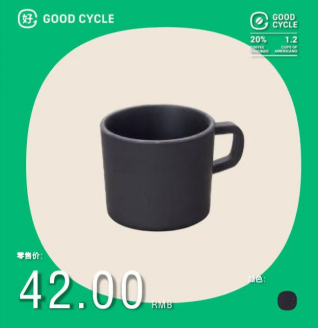 好 GOOD CYCLE
GOOD
CYCLE
20% 1.2
COFFEE GROUNDS CUPS OF AMERICANO
零售价:
42.00 RMB
颜色: